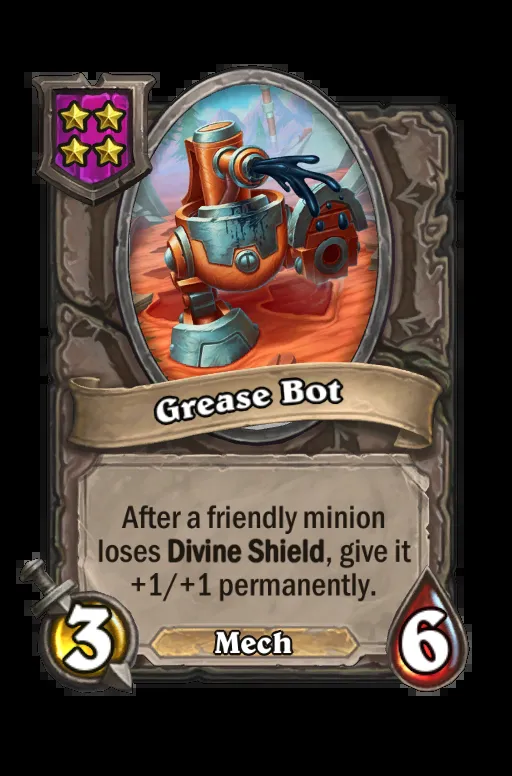 Grease Bot
After a friendly minion
loses Divine Shield, give it
+1/+1 permanently.
3
Mech
6